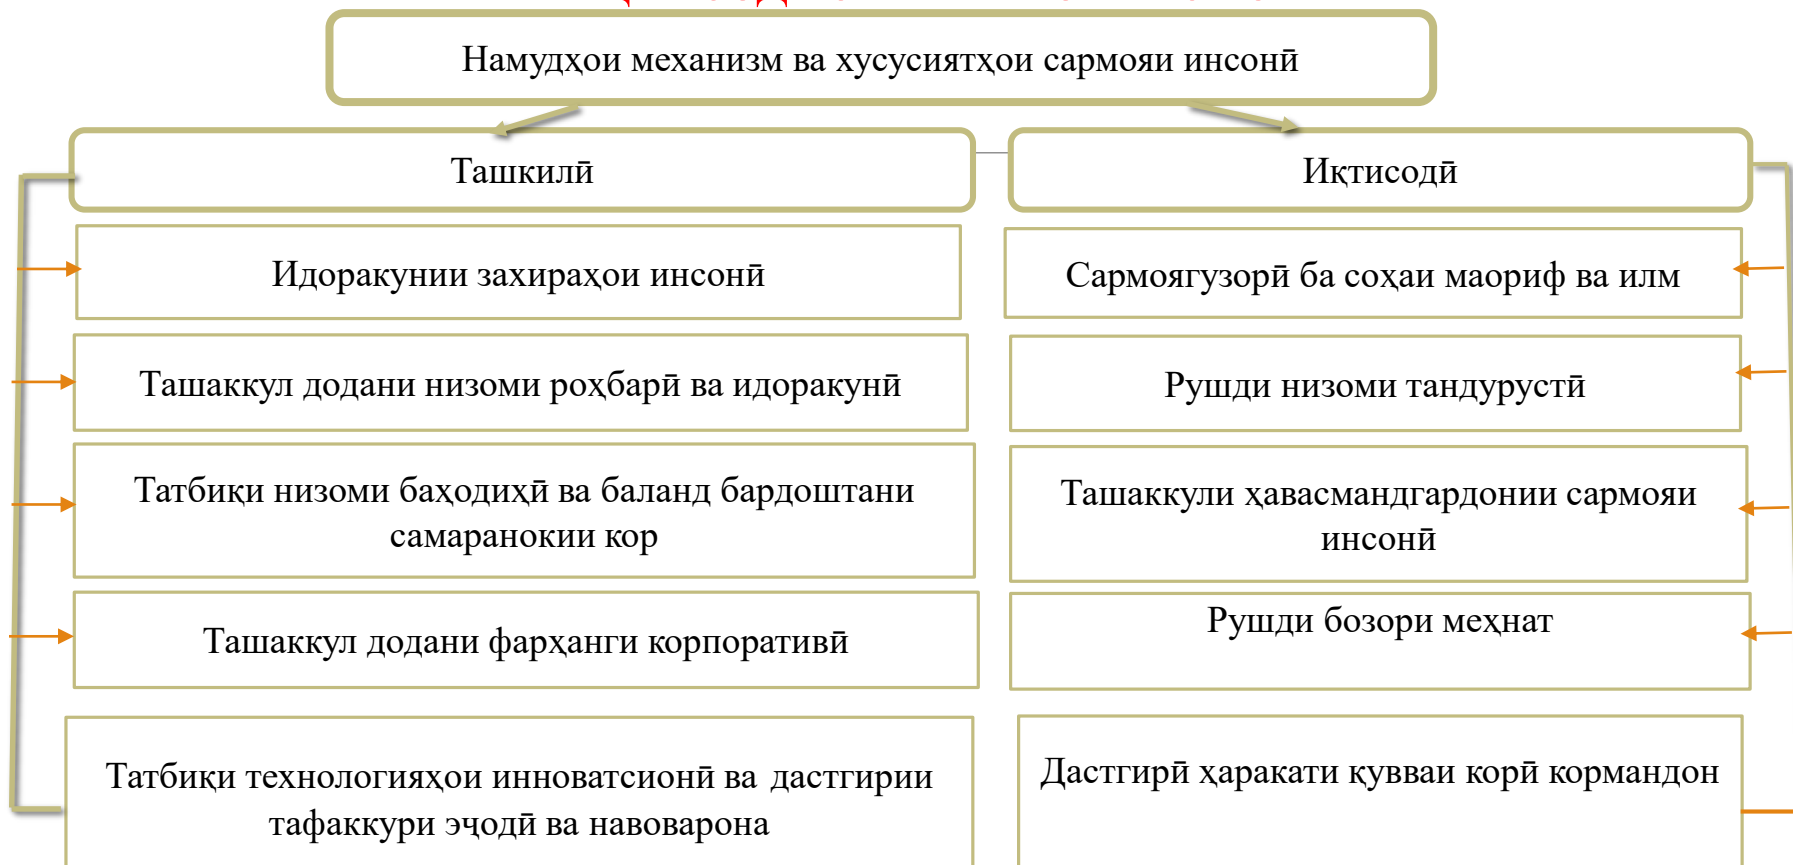 Намудҳои механизм ва хусусиятҳои сармояи инсонӣ
Ташкилӣ
Иқтисодӣ
Идоракунии захираҳои инсонӣ
Сармоягузорӣ ба соҳаи маориф ва илм
Ташаккул додани низоми роҳбарӣ ва идоракунӣ
Рушди низоми тандурустӣ
Татбиқи низоми баҳодиҳӣ ва баланд бардоштани
самаранокии кор
Ташаккули ҳавасмандгардонии сармояи
инсонӣ
Ташаккул додани фарҳанги корпоративӣ
Рушди бозори меҳнат
Татбиқи технологияҳои инноватсионӣ ва дастгирии
тафаккури эҷодӣ ва навоварона
Дастгирӣ ҳаракати қувваи корӣ кормандон